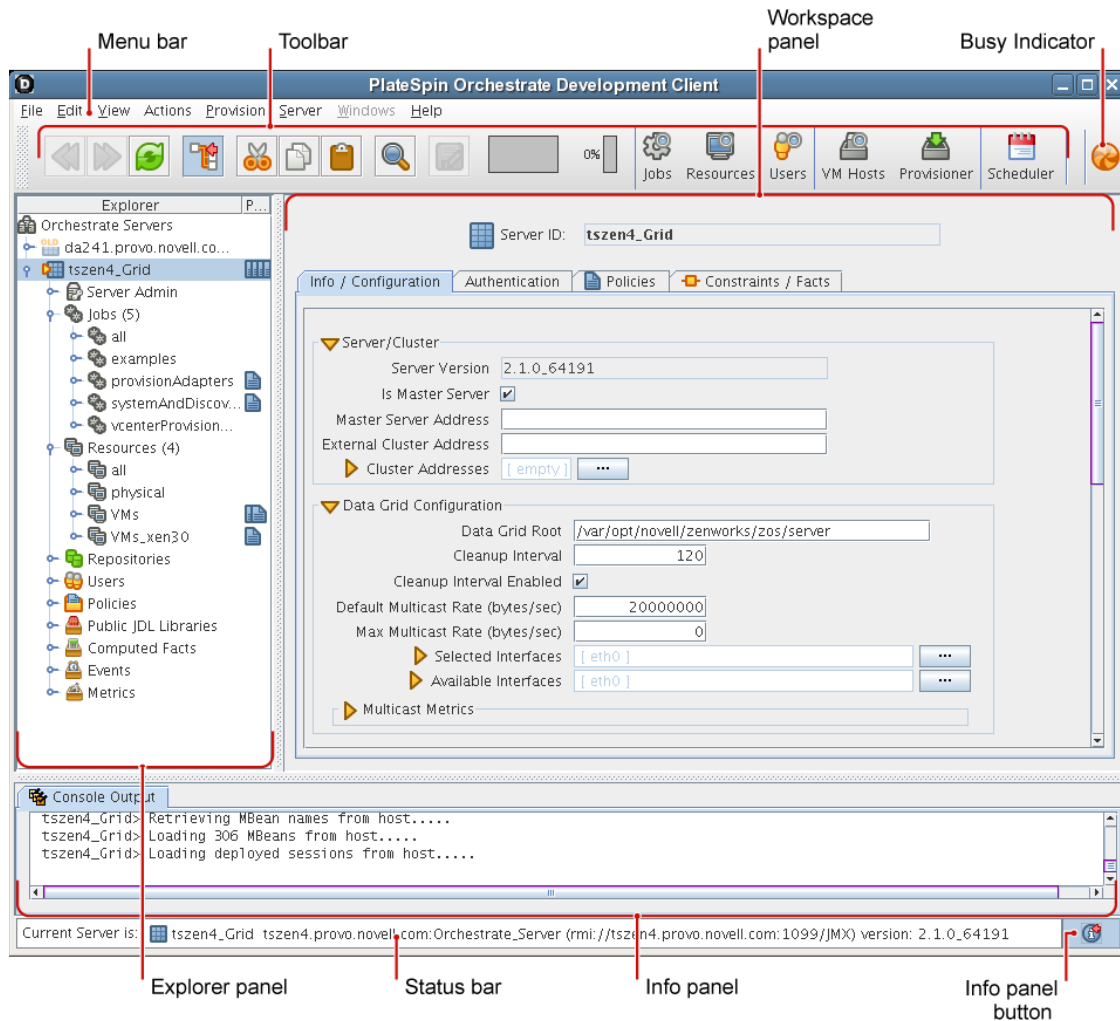 Workspace
panel
Menu bar
Toolbar
Busy Indicator
PlateSpin Orchestrate Development Client
File Edit View Actions Provision Server Windows Help
0%
Jobs Resources Users VM Hosts Provisioner Scheduler
Explorer P...
Orchestrate Servers
OLD da241.provo.novell.co...
tszen4_Grid
Server Admin
Jobs (5)
all
examples
provisionAdapters
systemAndDiscov...
vcenterProvision...
Resources (4)
all
physical
VMs
VMs_xen30
Repositories
Users
Policies
Public JDL Libraries
Computed Facts
Events
Metrics
Server ID: tszen4_Grid
Info / Configuration Authentication Policies Constraints / Facts
Server/Cluster
Server Version 2.1.0_64191
Is Master Server
Master Server Address
External Cluster Address
Cluster Addresses [ empty ] ...
Data Grid Configuration
Data Grid Root /var/opt/novell/zenworks/zos/server
Cleanup Interval 120
Cleanup Interval Enabled
Default Multicast Rate (bytes/sec) 20000000
Max Multicast Rate (bytes/sec) 0
Selected Interfaces [ eth0 ] ...
Available Interfaces [ eth0 ] ...
Multicast Metrics
Console Output
tszen4_Grid> Retrieving MBean names from host.....
tszen4_Grid> Loading 306 MBeans from host.....
tszen4_Grid> Loading deployed sessions from host.....
Current Server is: tszen4_Grid tszen4.provo.novell.com:Orchestrate_Server (rmi://tszen4.provo.novell.com:1099/JMX) version: 2.1.0_64191
Explorer panel
Status bar
Info panel
Info panel
button